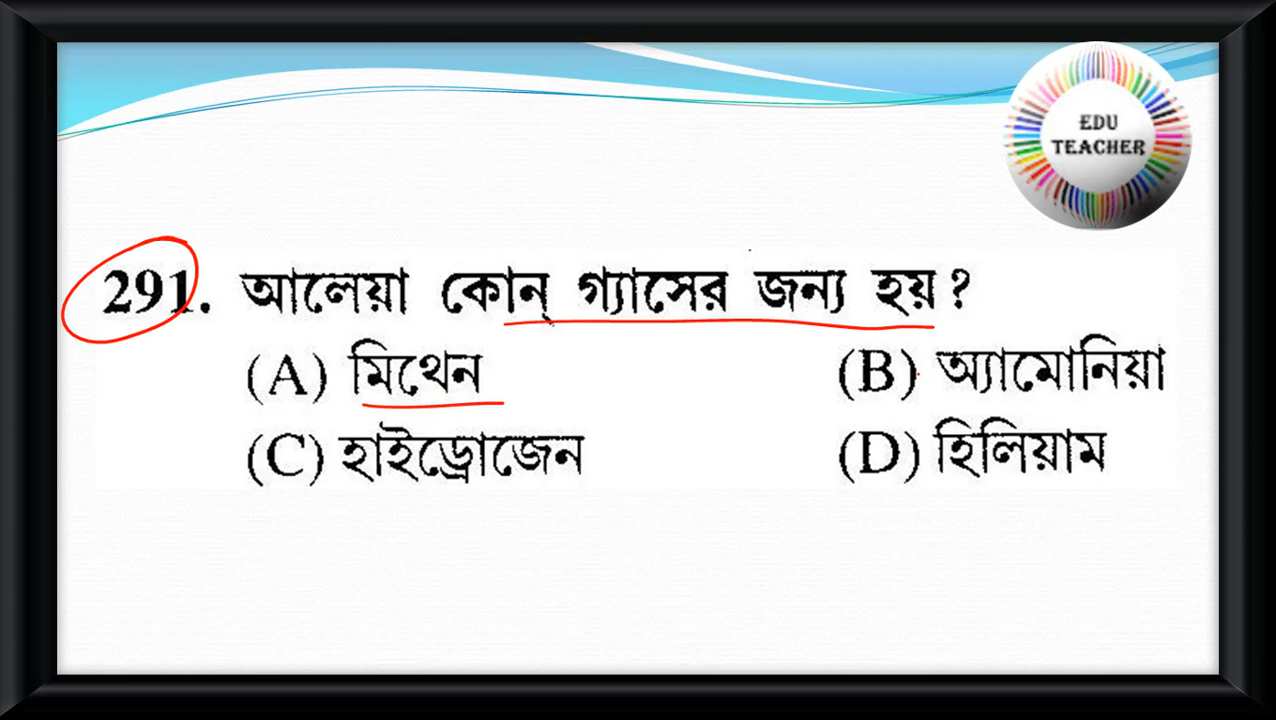 EDU
TEACHER
291. আলেয়া কোন্ গ্যাসের জন্য হয় ?
(A) মিথেন (B) অ্যামোনিয়া
(C) হাইড্রোজেন (D) হিলিয়াম